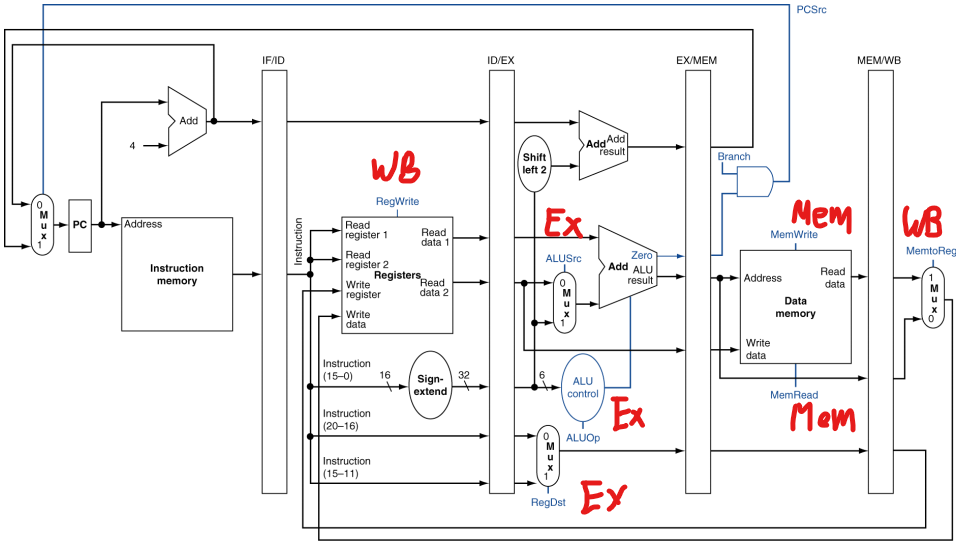 PCSrc
IF/ID
ID/EX
EX/MEM
MEM/WB
Add
4
Shift
left 2
Add
Add
result
Branch
WB
RegWrite
0
M
u
x
1
PC
Address
Instruction
memory
Instruction
Read
register 1
Read
register 2
Write
register
Write
data
Registers
Read
data 1
Read
data 2
Ex
ALUSrc
0
M
u
x
1
Add
Zero
ALU
result
Mem
MemWrite
Address
Read
data
Data
memory
Write
data
MemRead
Mem
WB
MemtoReg
1
M
u
x
0
Instruction
(15–0)
16
Sign-
extend
32
6
ALU
control
ALUOp
Ex
Instruction
(20–16)
Instruction
(15–11)
0
M
u
x
1
RegDst
Ex